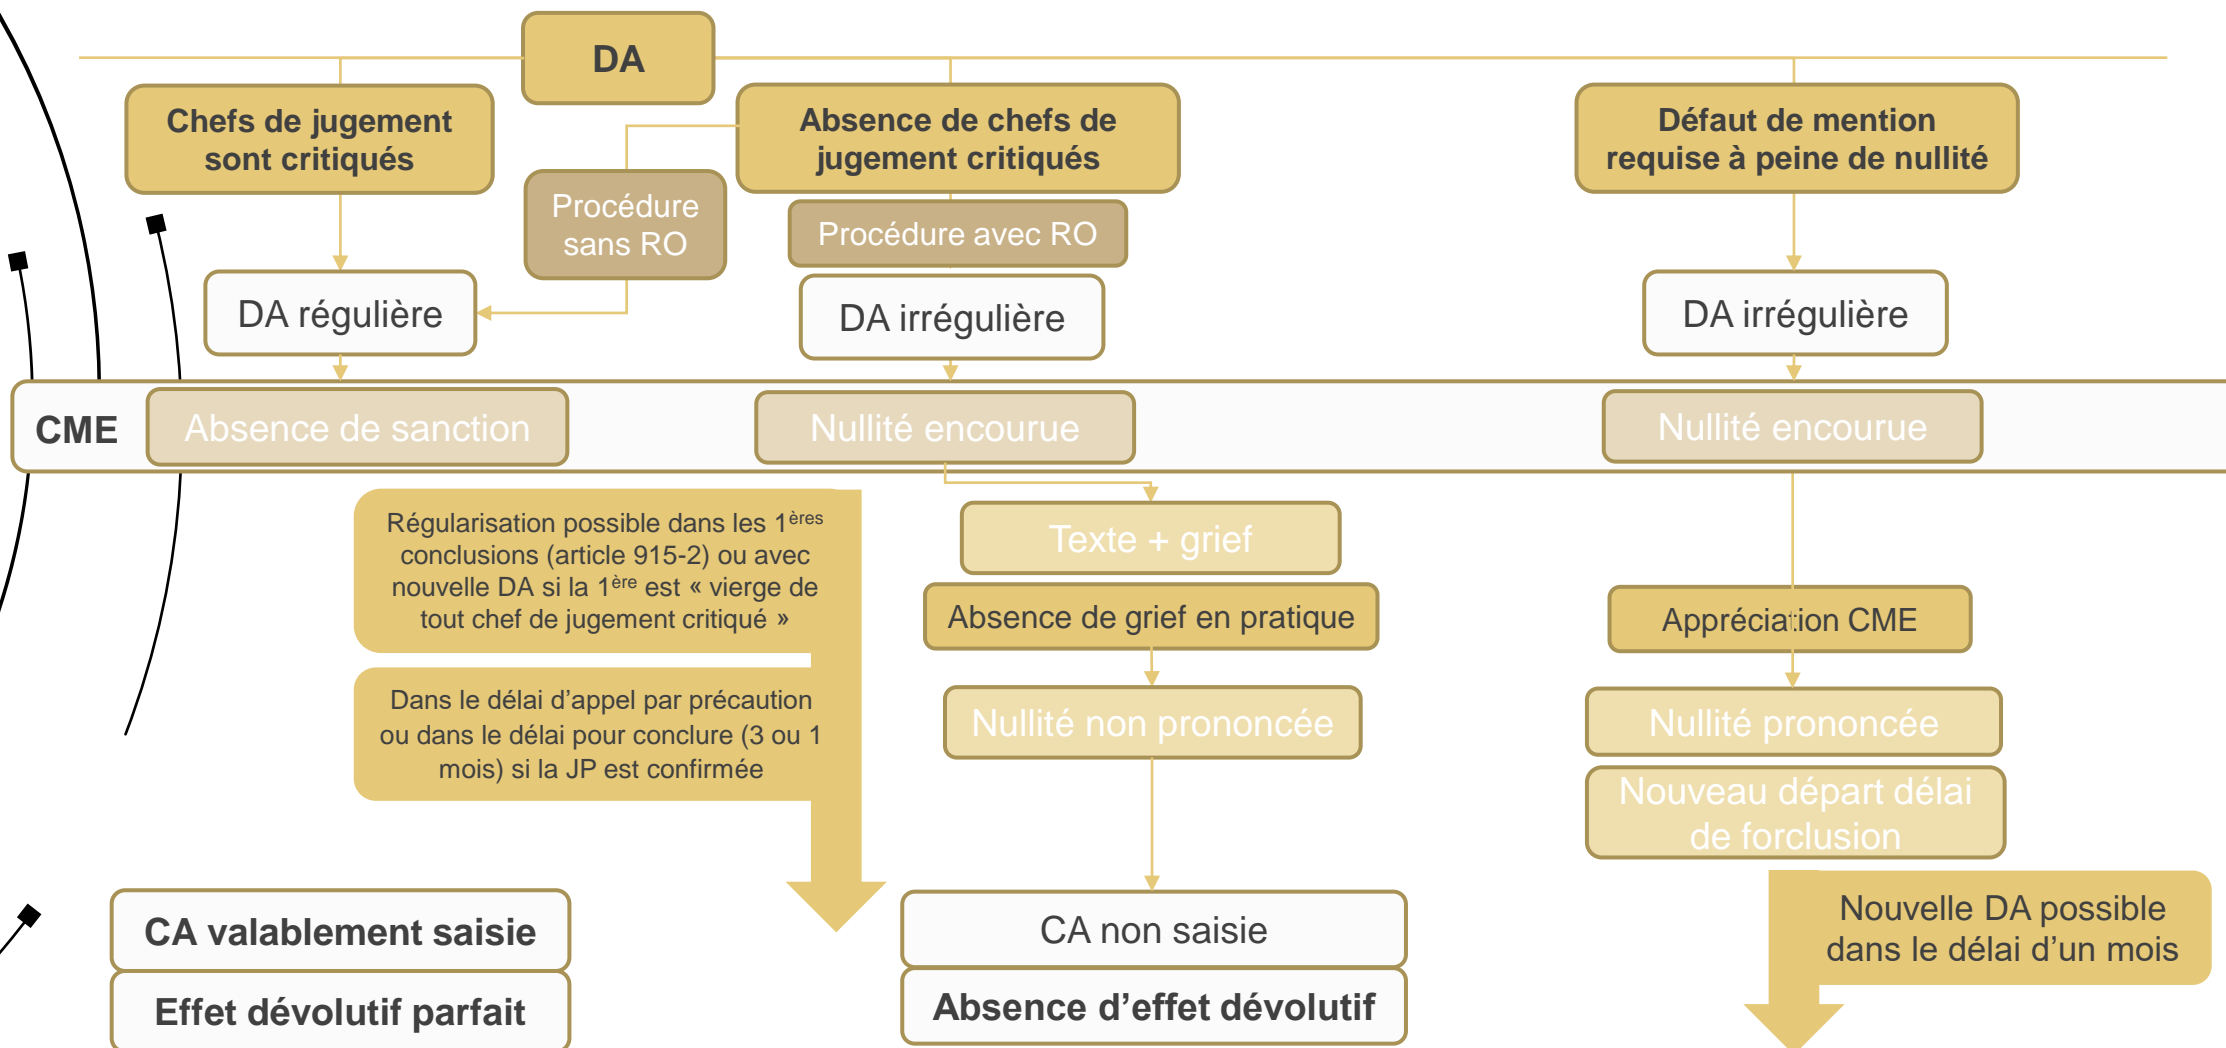 DA
Chefs de jugement
sont critiqués
Absence de chefs de
jugement critiqués
Défaut de mention
requise à peine de nullité
Procédure
sans RO
Procédure avec RO
DA régulière
DA irrégulière
DA irrégulière
CME
Absence de sanction
Nullité encourue
Nullité encourue
Régularisation possible dans les 1ères
conclusions (article 915-2) ou avec
nouvelle DA si la 1ère est « vierge de
tout chef de jugement critiqué »
Dans le délai d’appel par précaution
ou dans le délai pour conclure (3 ou 1
mois) si la JP est confirmée
Texte + grief
Absence de grief en pratique
Nullité non prononcée
Appréciation CME
Nullité prononcée
Nouveau départ délai
de forclusion
Nouvelle DA possible
dans le délai d’un mois
CA valablement saisie
Effet dévolutif parfait
CA non saisie
Absence d’effet dévolutif